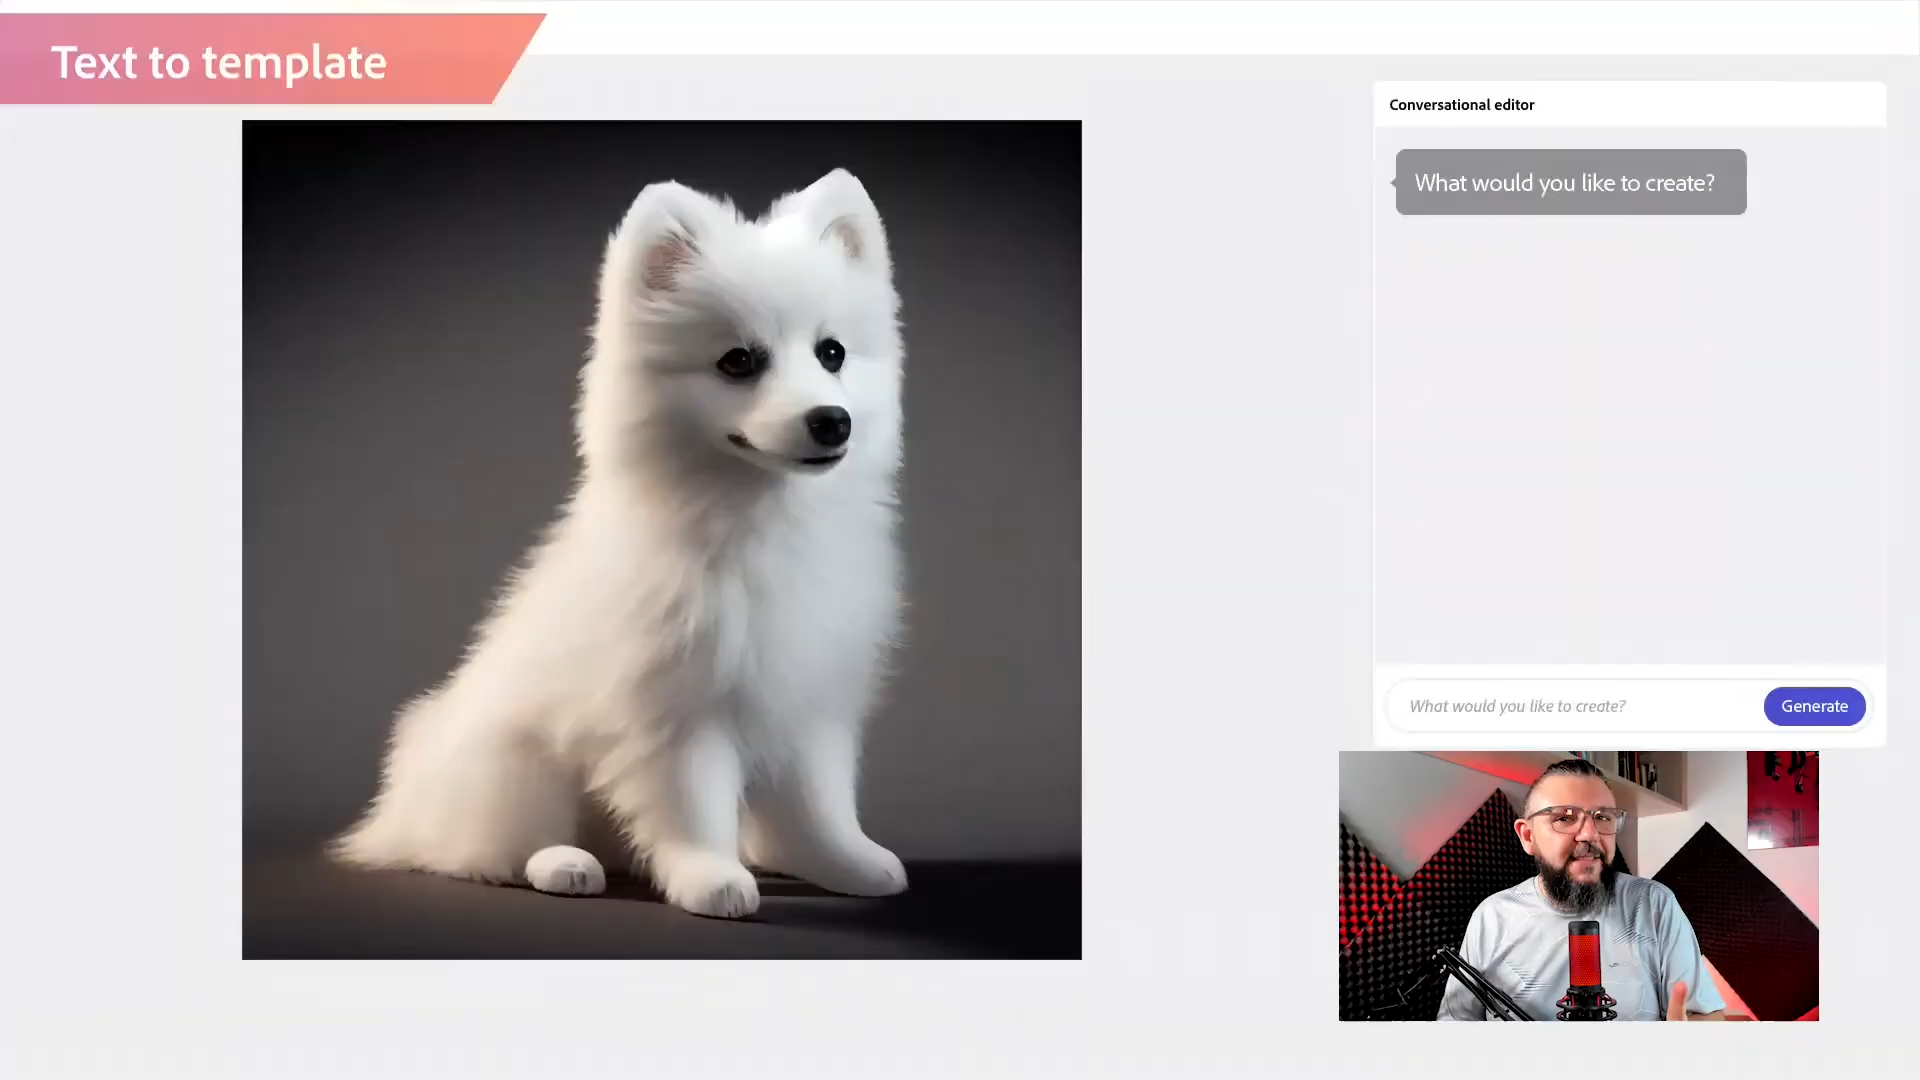 Text to template
Conversational editor
What would you like to create?
What would you like to create?
Generate